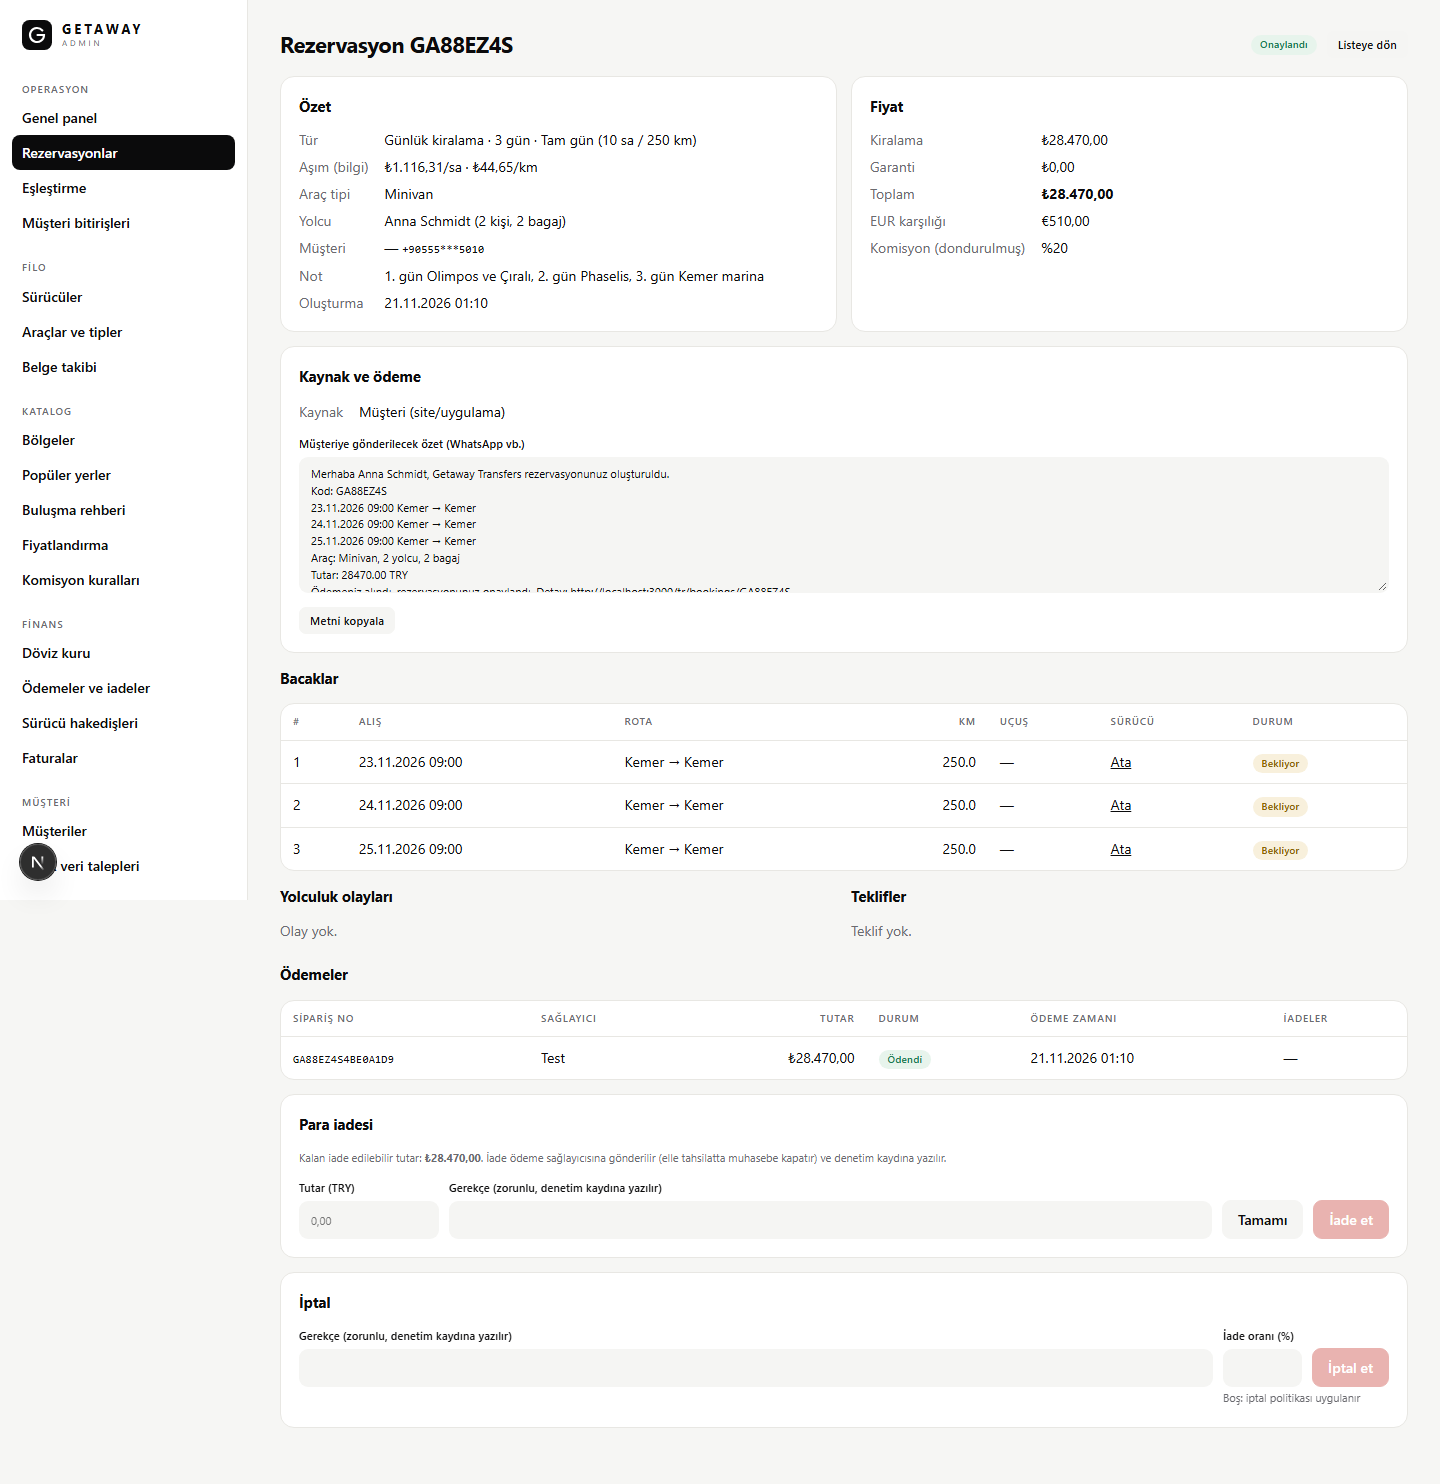 GETAWAY
ADMIN
OPERASYON
Genel panel
Rezervasyonlar
Eşleştirme
Müşteri bitirişleri
FİLO
Sürücüler
Araçlar ve tipler
Belge takibi
KATALOG
Bölgeler
Popüler yerler
Buluşma rehberi
Fiyatlandırma
Komisyon kuralları
FİNANS
Döviz kuru
Ödemeler ve iadeler
Sürücü hakedişleri
Faturalar
MÜŞTERİ
Müşteriler
veri talepleri
Rezervasyon GA88EZ4S
Onaylandı
Listeye dön
Özet
Tür Günlük kiralama · 3 gün · Tam gün (10 sa / 250 km)
Aşım (bilgi) ₺1.116,31/sa · ₺44,65/km
Araç tipi Minivan
Yolcu Anna Schmidt (2 kişi, 2 bagaj)
Müşteri — +90555***5010
Not 1. gün Olimpos ve Çıralı, 2. gün Phaselis, 3. gün Kemer marina
Oluşturma 21.11.2026 01:10
Fiyat
Kiralama ₺28.470,00
Garanti ₺0,00
Toplam ₺28.470,00
EUR karşılığı €510,00
Komisyon (dondurulmuş) %20
Kaynak ve ödeme
Kaynak Müşteri (site/uygulama)
Müşteriye gönderilecek özet (WhatsApp vb.)
Merhaba Anna Schmidt, Getaway Transfers rezervasyonunuz oluşturuldu.
Kod: GA88EZ4S
23.11.2026 09:00 Kemer → Kemer
24.11.2026 09:00 Kemer → Kemer
25.11.2026 09:00 Kemer → Kemer
Araç: Minivan, 2 yolcu, 2 bagaj
Tutar: 28470.00 TRY
Ödemeniz alındı, rezervasyonunuz onaylandı. Detay: http://localhost:3000/tr/bookings/GA88EZ4S
Metni kopyala
Bacaklar
# ALIŞ ROTA KM UÇUŞ SÜRÜCÜ DURUM
1 23.11.2026 09:00 Kemer → Kemer 250.0 — Ata Bekliyor
2 24.11.2026 09:00 Kemer → Kemer 250.0 — Ata Bekliyor
3 25.11.2026 09:00 Kemer → Kemer 250.0 — Ata Bekliyor
Yolculuk olayları
Olay yok.
Teklifler
Teklif yok.
Ödemeler
SİPARİŞ NO SAĞLAYICI TUTAR DURUM ÖDEME ZAMANI İADELER
GA88EZ4S4BE0A1D9 Test ₺28.470,00 Ödendi 21.11.2026 01:10 —
Para iadesi
Kalan iade edilebilir tutar: ₺28.470,00. İade ödeme sağlayıcısına gönderilir (elle tahsilatta muhasebe kapatır) ve denetim kaydına yazılır.
Tutar (TRY) Gerekçe (zorunlu, denetim kaydına yazılır)
0,00 Tamamı İade et
İptal
Gerekçe (zorunlu, denetim kaydına yazılır) İade oranı (%)
İptal et
Boş: iptal politikası uygulanır